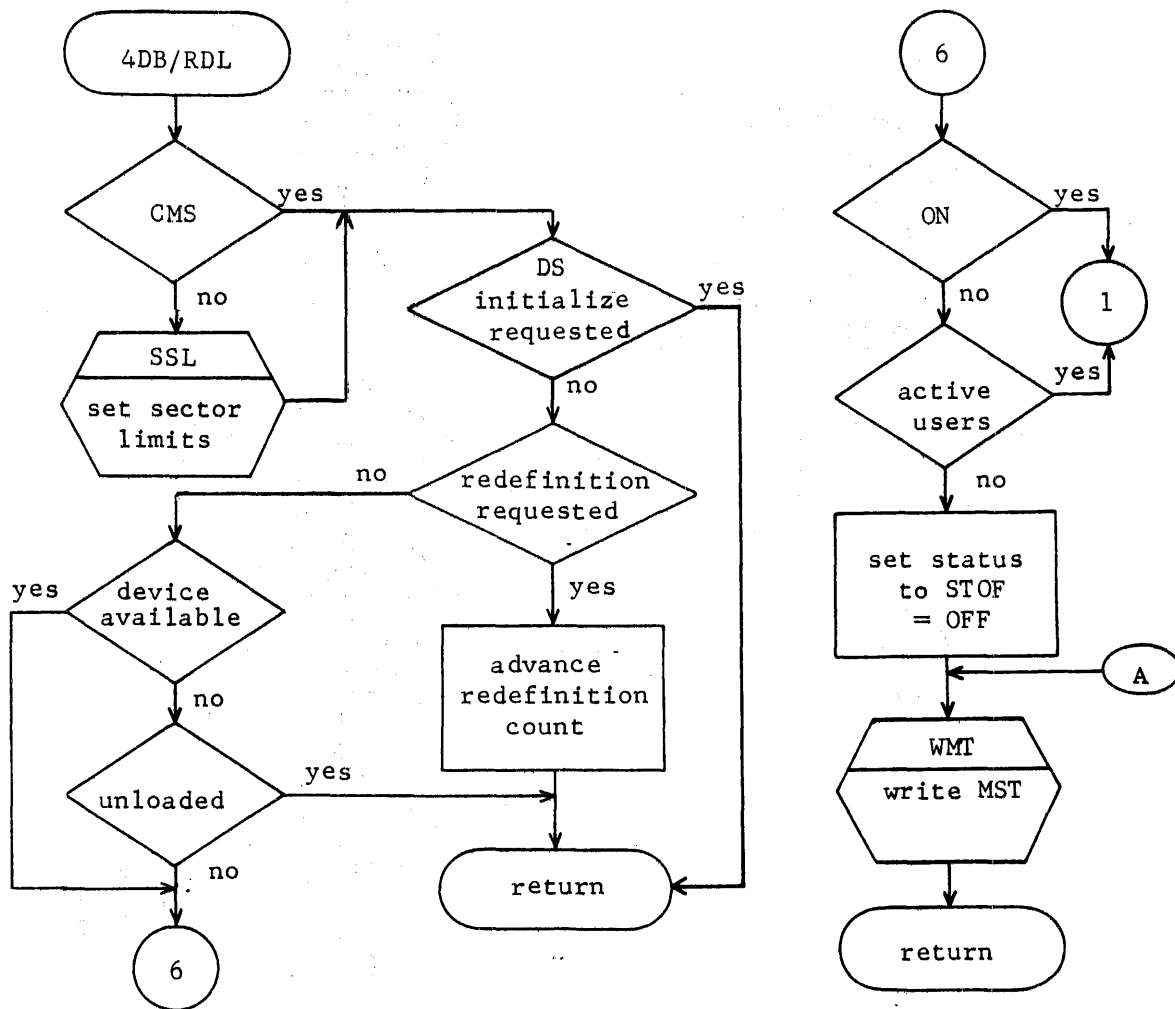 4DB/RDL
CMS
yes
no
SSL
set sector
limits
DS
initialize
requested
yes
no
redefinition
requested
no
yes
device
available
yes
no
advance
redefinition
count
unloaded
yes
no
return
6
6
ON
yes
no
1
active
users
yes
no
set status
to STOF
= OFF
A
WMT
write MST
return